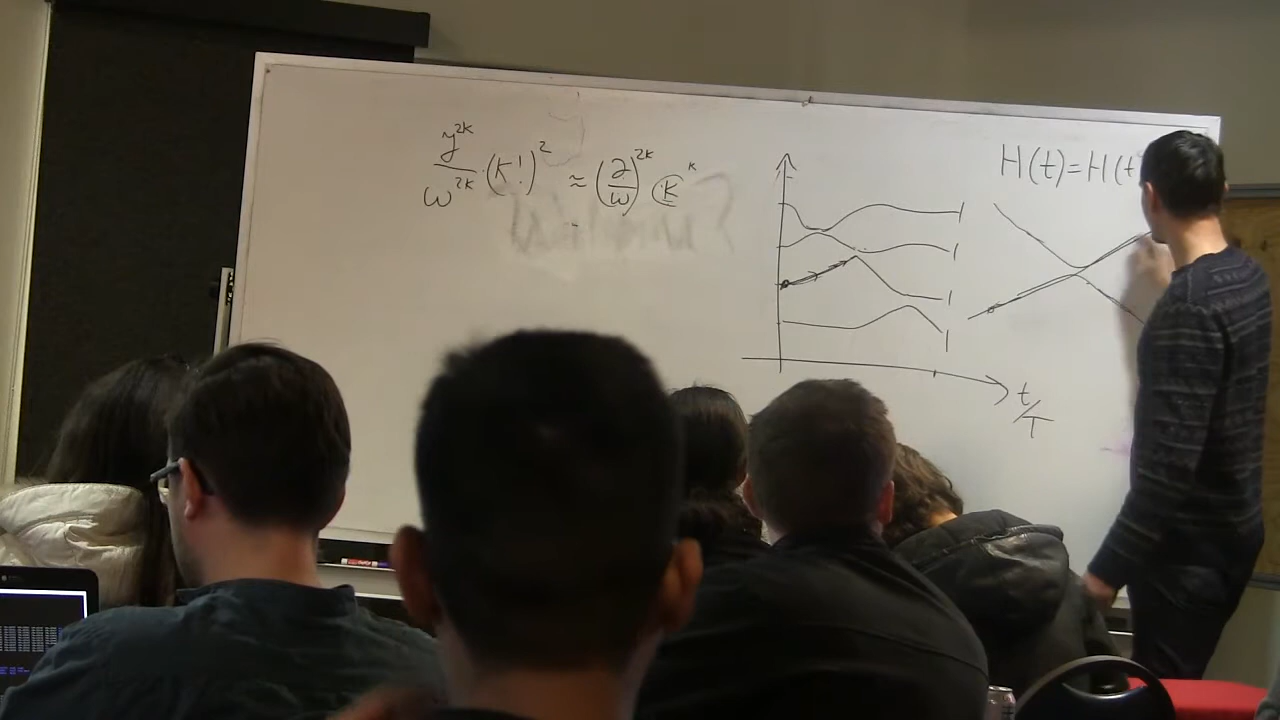 J^{2k}/ω^{2k} · (k!)^2 ≈ (J/ω)^{2k} (k)^k
H(t)=H(t
t/T